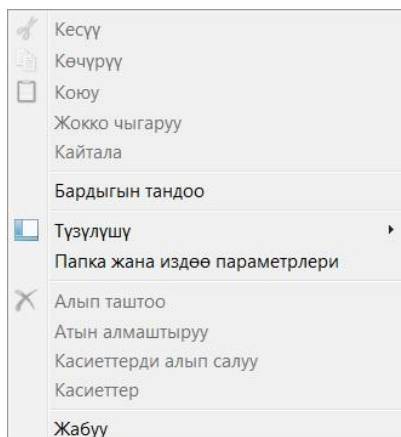 Кесүү
Көчүрүү
Коюу
Жокко чыгаруу
Кайтала
Бардыгын тандоо
Түзүлүшү
Папка жана издөө параметрлери
Алып таштоо
Атын алмаштыруу
Касиеттерди алып салуу
Касиеттер
Жабуу